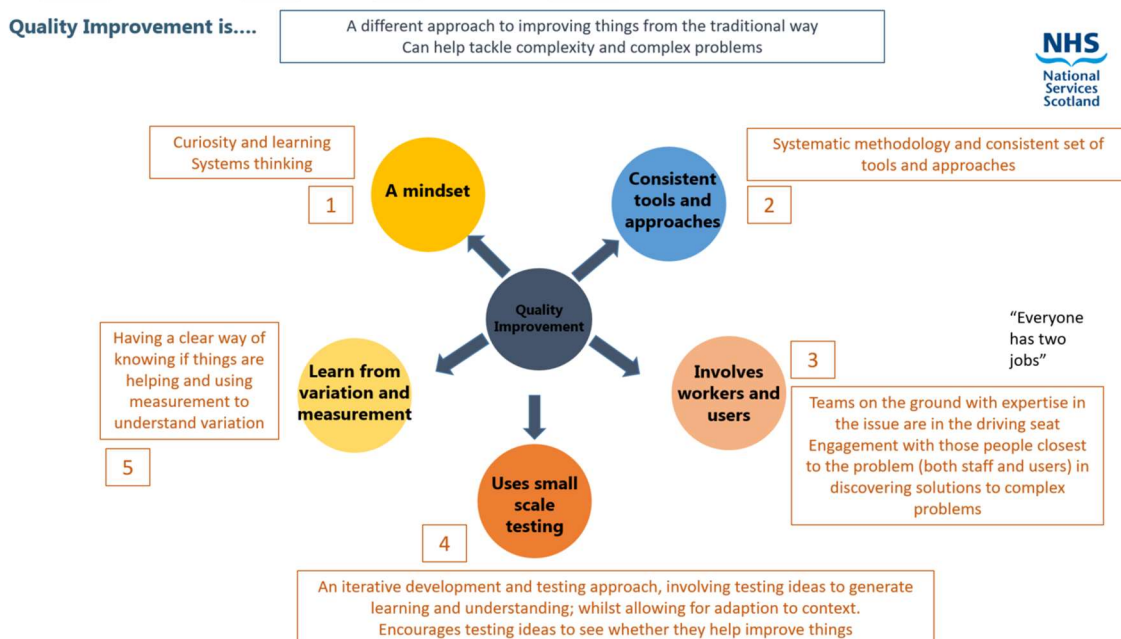 Quality Improvement is....
A different approach to improving things from the traditional way
Can help tackle complexity and complex problems
NHS
National
Services
Scotland
Curiosity and learning
Systems thinking
1
A mindset
Consistent
tools and
approaches
Systematic methodology and consistent set of
tools and approaches
2
Quality
Improvement
"Everyone
has two
jobs"
3
Involves
workers and
users
Teams on the ground with expertise in
the issue are in the driving seat
Engagement with those people closest
to the problem (both staff and users) in
discovering solutions to complex
problems
Having a clear way of
knowing if things are
helping and using
measurement to
understand variation
5
Learn from
variation and
measurement
Uses small
scale
testing
4
An iterative development and testing approach, involving testing ideas to generate
learning and understanding; whilst allowing for adaption to context.
Encourages testing ideas to see whether they help improve things